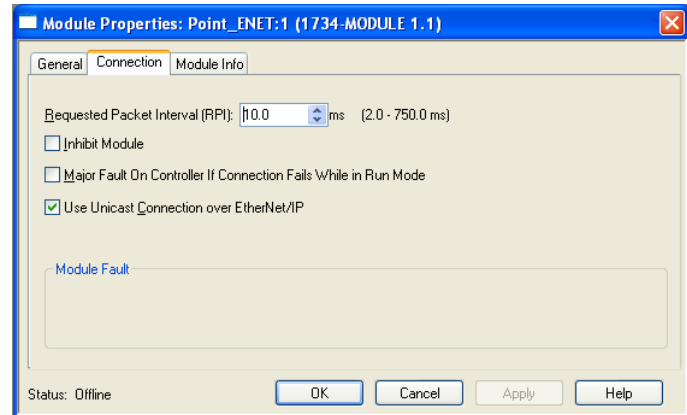 Module Properties: Point_ENET:1 (1734-MODULE 1.1)
General Connection Module Info
Requested Packet Interval (RPI): 10.0 ms (2.0 - 750.0 ms)
Inhibit Module
Major Fault On Controller If Connection Fails While in Run Mode
Use Unicast Connection over EtherNet/IP
Module Fault
Status: Offline OK Cancel Apply Help